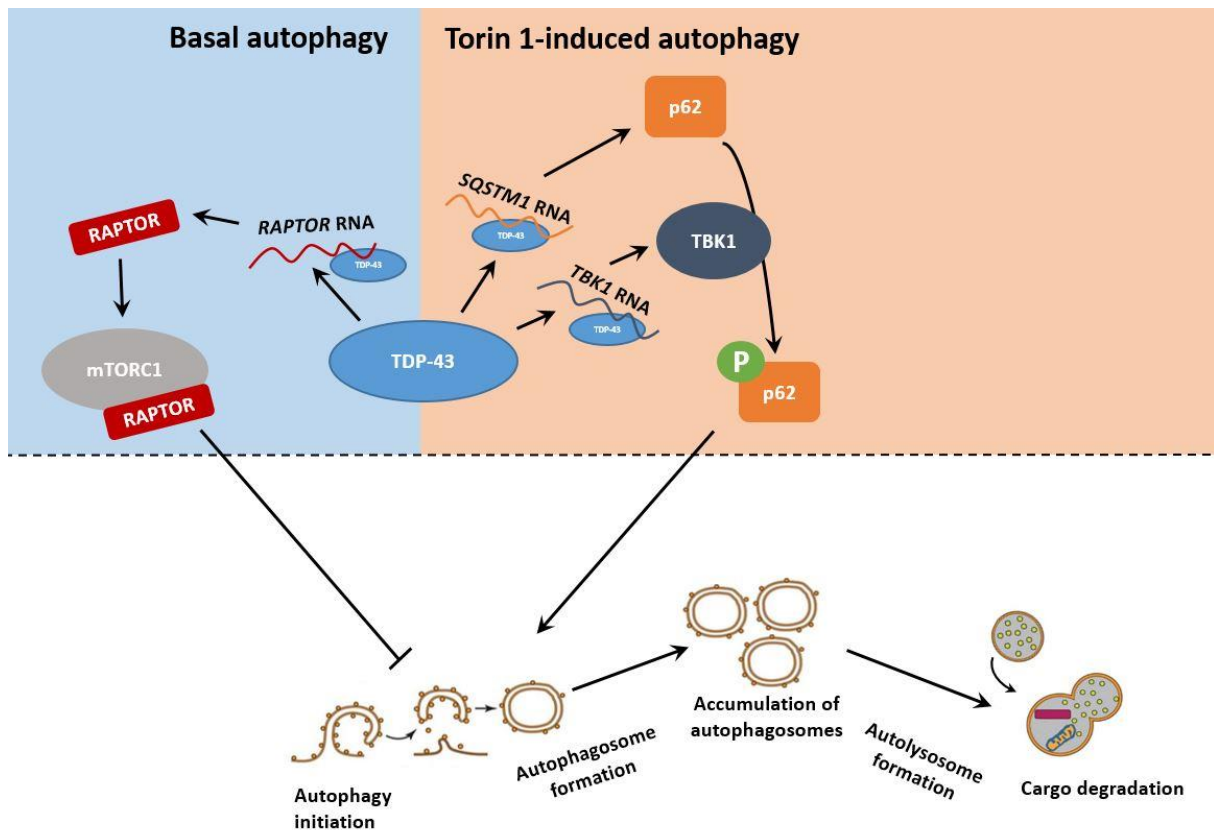 Basal autophagy
Torin 1-induced autophagy
p62
SQSTM1 RNA
TDP-43
RAPTOR
RAPTOR RNA
TDP-43
TBK1
TBK1 RNA
TDP-43
TDP-43
mTORC1
RAPTOR
P
p62
Accumulation of
autophagosomes
Autophagosome
formation
Autolysosome
formation
Autophagy
initiation
Cargo degradation